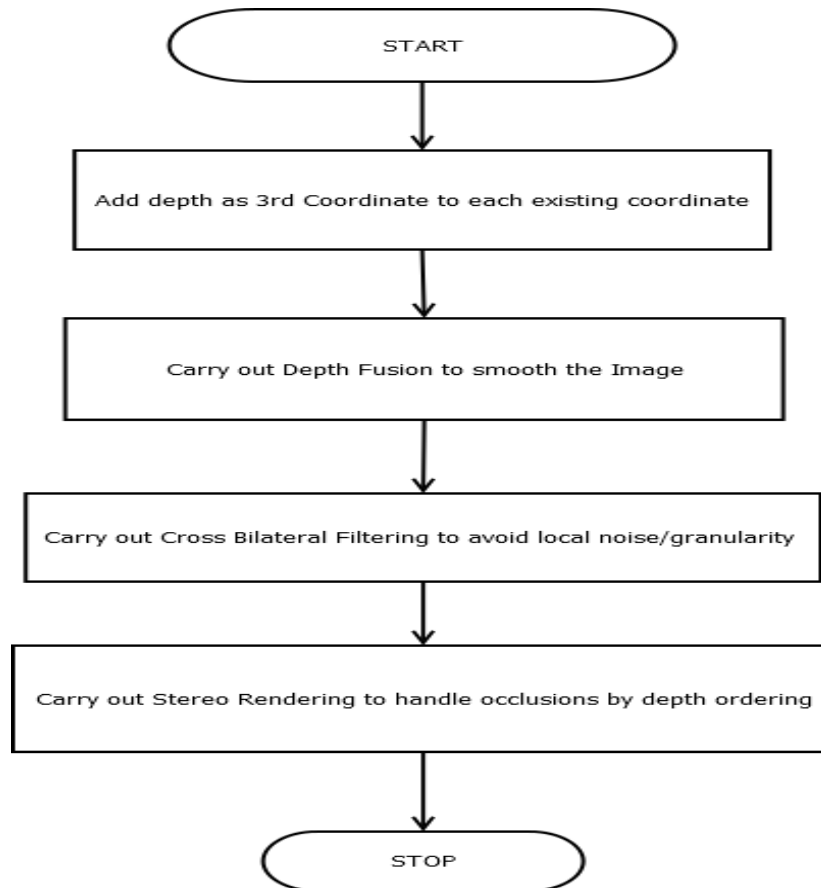 START
Add depth as 3rd Coordinate to each existing coordinate
Carry out Depth Fusion to smooth the Image
Carry out Cross Bilateral Filtering to avoid local noise/granularity
Carry out Stereo Rendering to handle occlusions by depth ordering
STOP